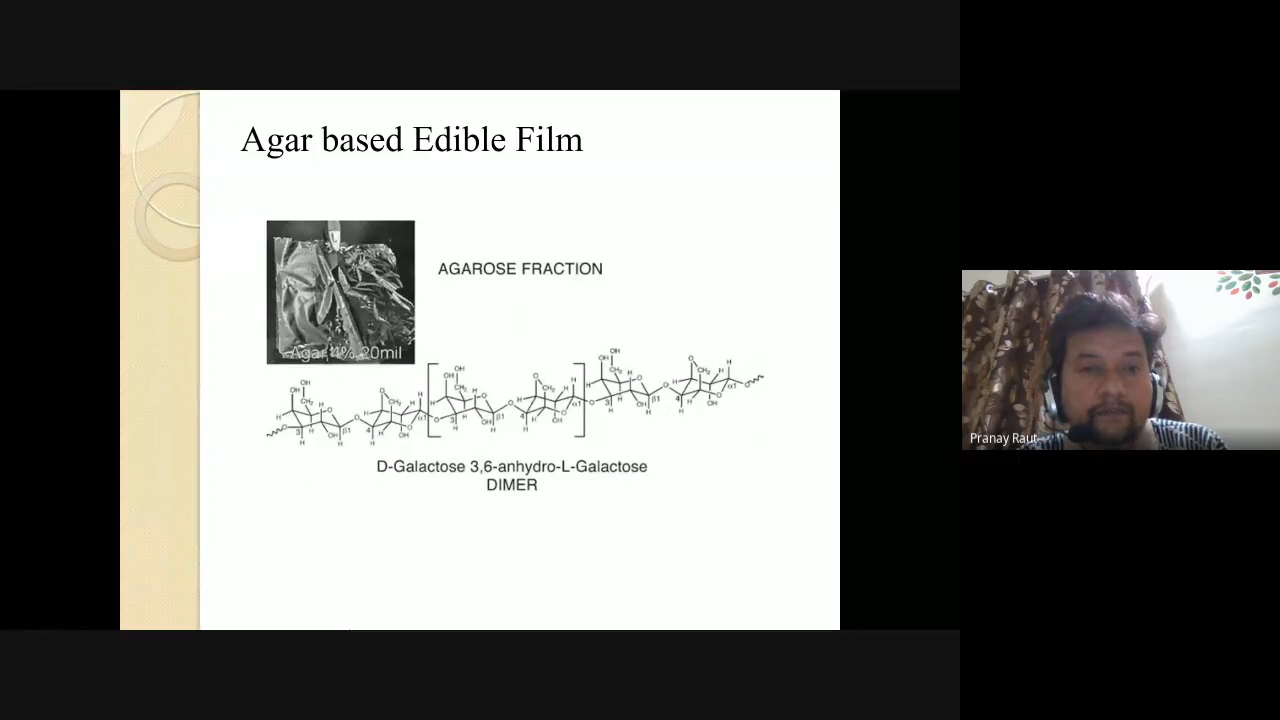 Agar based Edible Film
AGAROSE FRACTION
Agar 4% 20mil
D-Galactose 3,6-anhydro-L-Galactose
DIMER
Pranay Raut